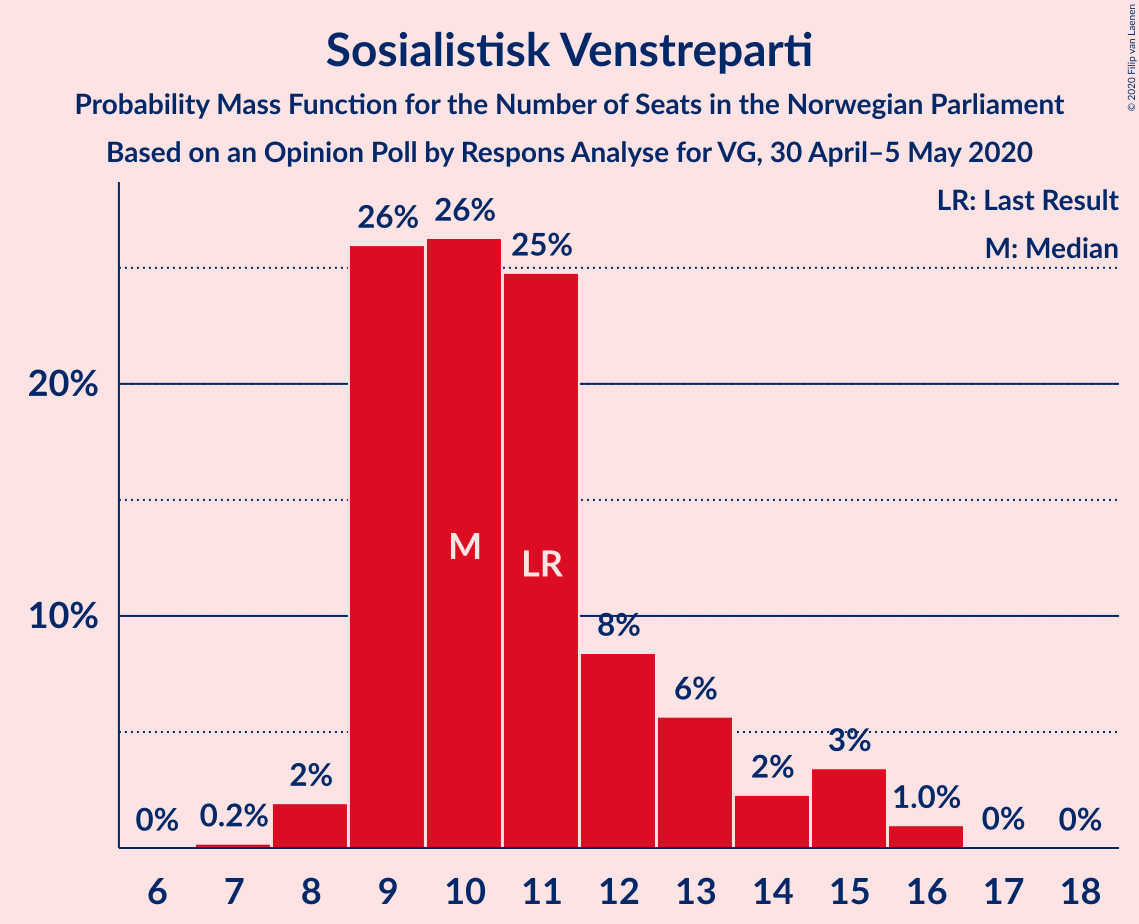 Sosialistisk Venstreparti
Probability Mass Function for the Number of Seats in the Norwegian Parliament
Based on an Opinion Poll by Respons Analyse for VG, 30 April–5 May 2020
© 2020 Filip van Laenen
LR: Last Result
M: Median
20%
10%
0%
0.2%
2%
26%
26%
25%
8%
6%
2%
3%
1.0%
0%
0%
M
LR
6 7 8 9 10 11 12 13 14 15 16 17 18